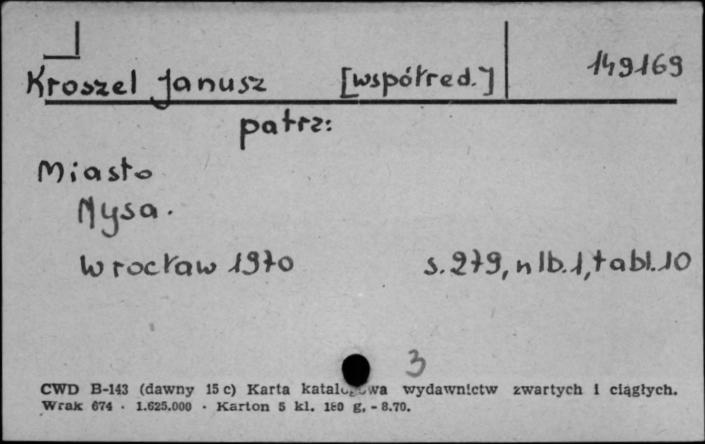 Kroszel Janusz [współred.] 149169
patrz:
Miasto
Nysa.
Wrocław 1970 s. 279, nlb. 1, tabl. 10
3
CWD B-143 (dawny 15 c) Karta katalogowa wydawnictw zwartych i ciągłych.
Wrak 674 · 1.625.000 · Karton 5 kl. 180 g. - 8.70.